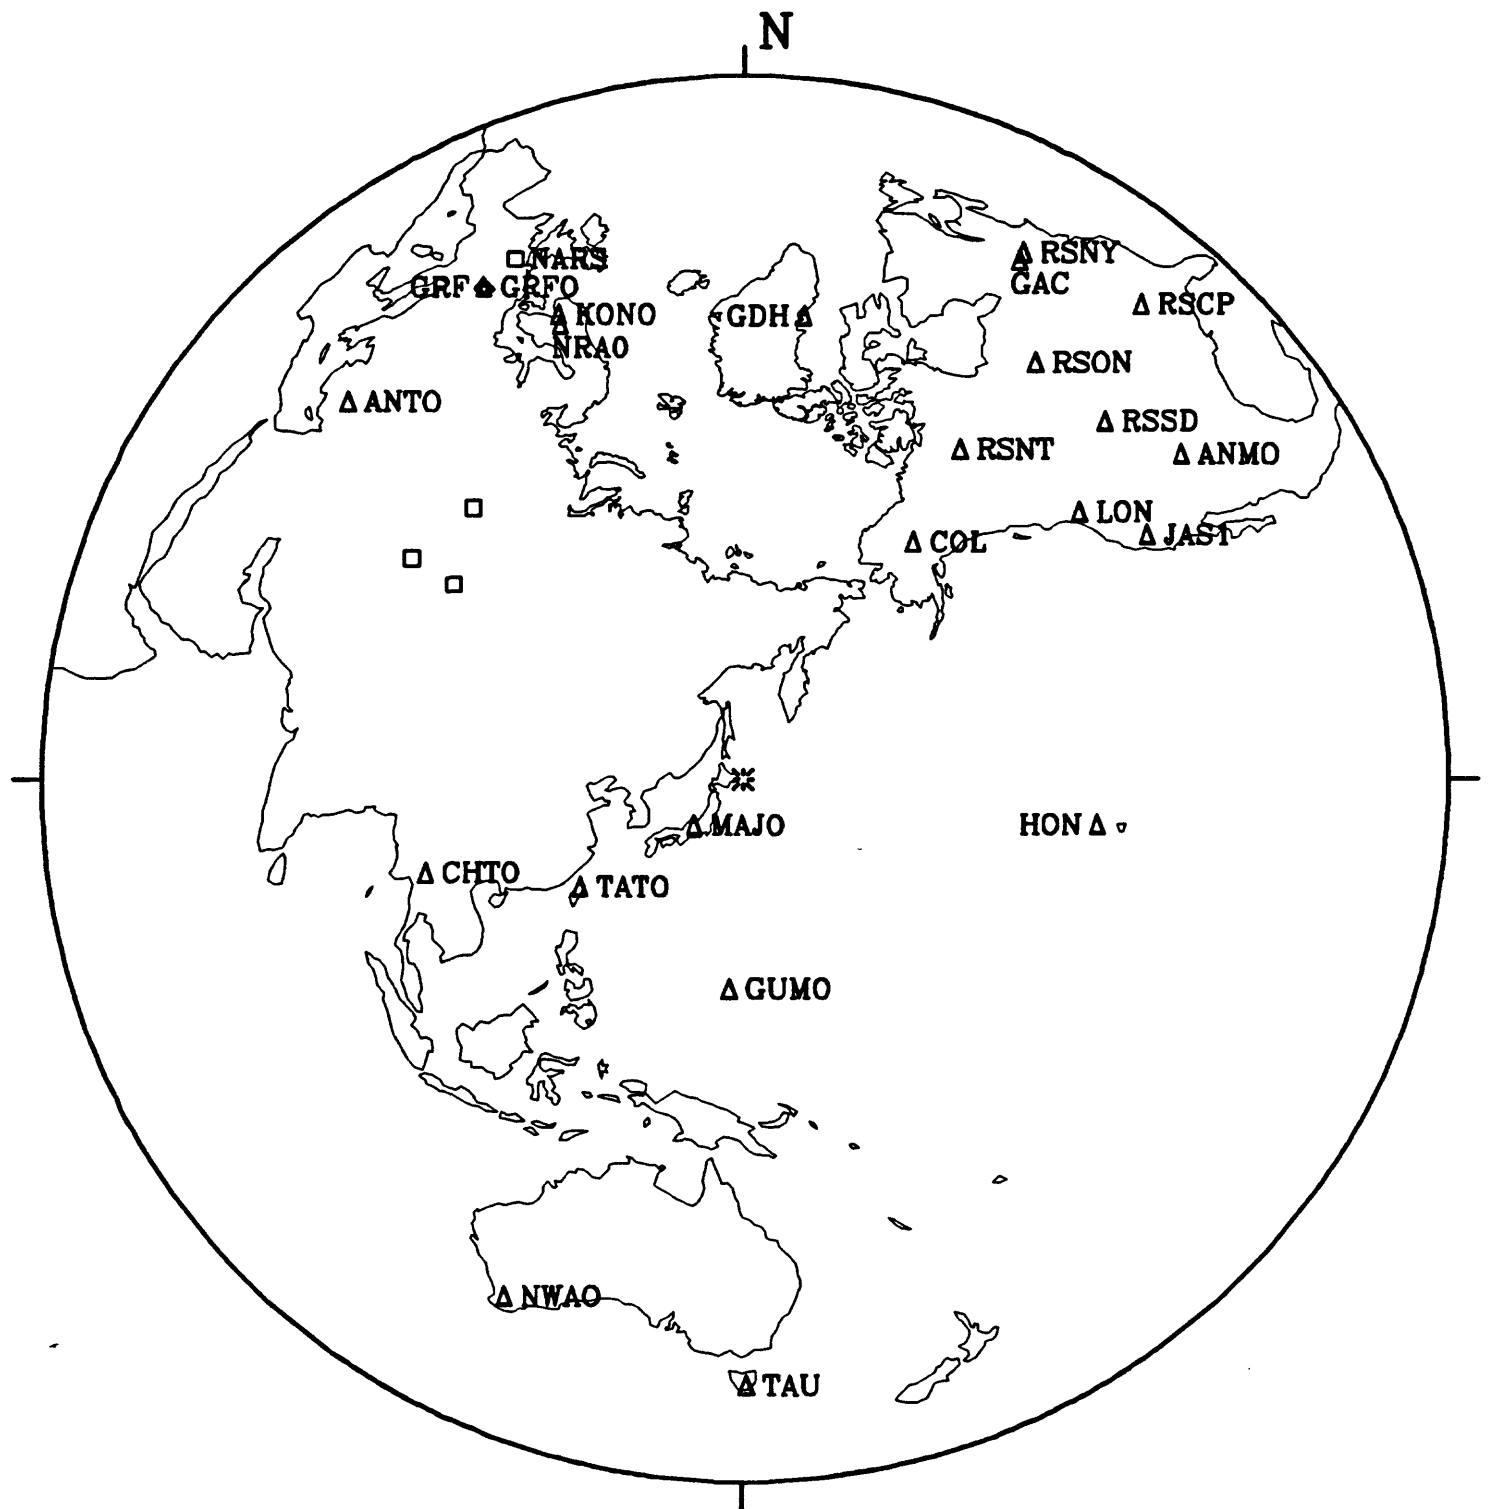 N
RSNY
NARS
GAC
GRF GRFO
RSCP
KONO
GDH
NRAO
RSON
ANTO
RSSD
RSNT
ANMO
LON
JAS1
COL
MAJO
HON
CHTO
TATO
GUMO
NWAO
TAU